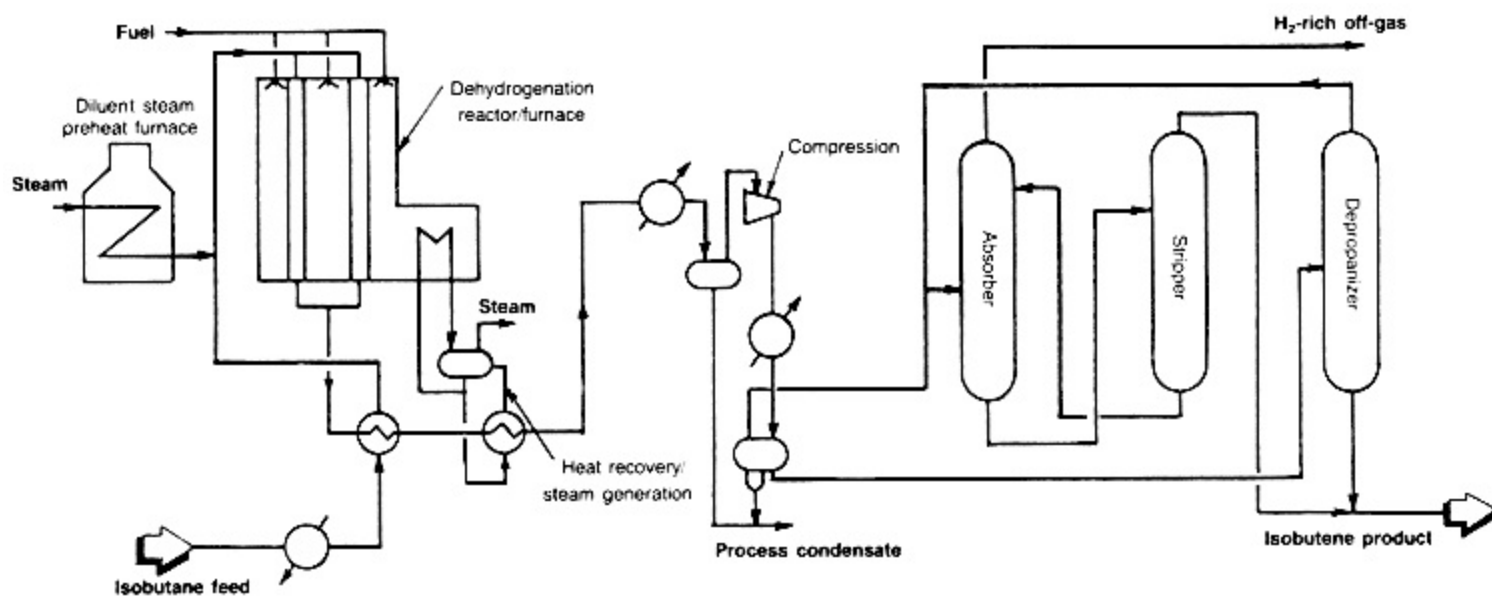 Fuel
H₂-rich off-gas
Diluent steam
preheat furnace
Dehydrogenation
reactor/furnace
Compression
Steam
Absorber
Stripper
Depropanizer
Steam
Heat recovery/
steam generation
Process condensate
Isobutene product
Isobutane feed